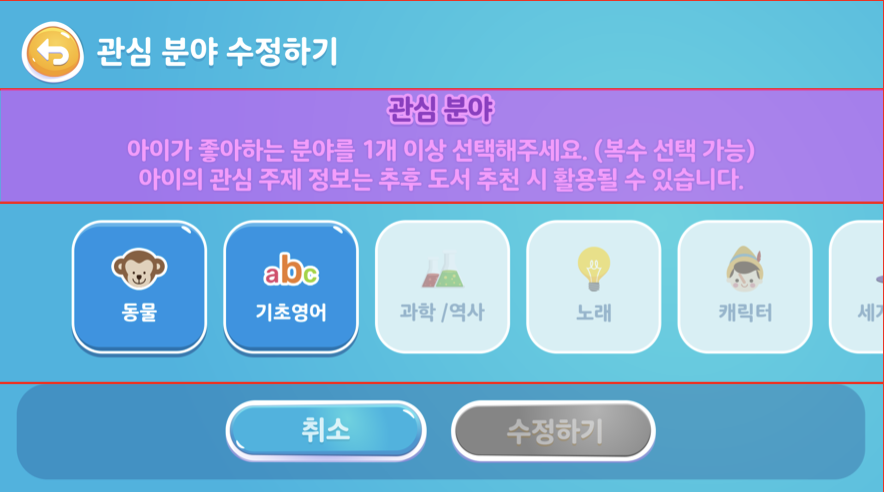 관심 분야 수정하기
관심 분야
아이가 좋아하는 분야를 1개 이상 선택해주세요. (복수 선택 가능)
아이의 관심 주제 정보는 추후 도서 추천 시 활용될 수 있습니다.
abc
동물
기초영어
과학 /역사
노래
캐릭터
취소
수정하기